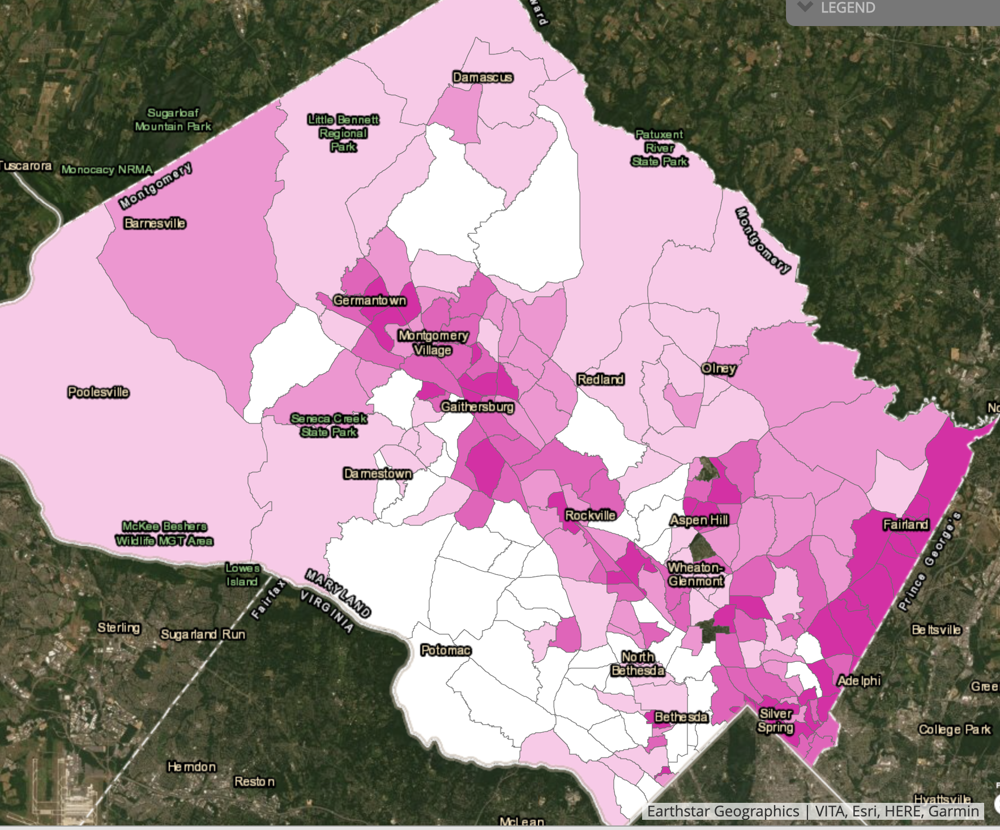 LEGEND
ward
Damascus
Sugarloaf
Mountain Park
Little Bennett
Regional
Park
Patuxent
River
State Park
Tuscarora
Monocacy NRMA
Montgomery
Barnesville
Montgomery
Germantown
Montgomery
Village
Olney
Redland
Poolesville
Gaithersburg
Seneca Creek
State Park
Darnestown
Rockville
Aspen Hill
Fairland
McKee Beshers
Wildlife MGT Area
Prince George's
Lowes
Island
Wheaton-
Glenmont
MARYLAND
VIRGINIA
Fairfax
Sterling
Sugarland Run
Beltsville
Potomac
North
Bethesda
Adelphi
Gree
Bethesda
Silver
Spring
College Park
Herndon
Reston
Hyattsville
McLean
Earthstar Geographics | VITA, Esri, HERE, Garmin